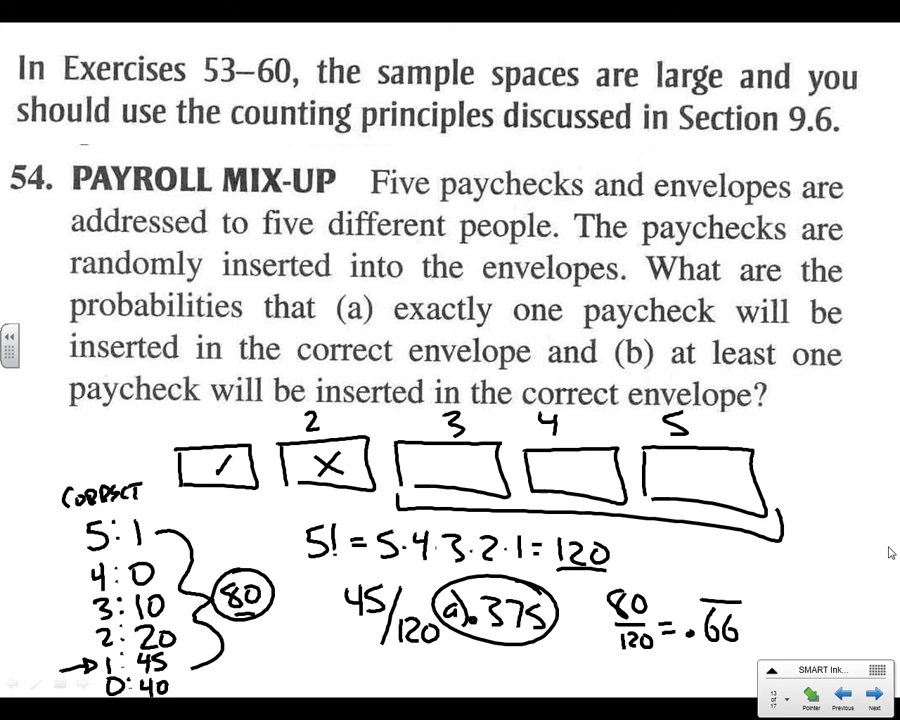 In Exercises 53–60, the sample spaces are large and you
should use the counting principles discussed in Section 9.6.
54. PAYROLL MIX-UP Five paychecks and envelopes are
addressed to five different people. The paychecks are
randomly inserted into the envelopes. What are the
probabilities that (a) exactly one paycheck will be
inserted in the correct envelope and (b) at least one
paycheck will be inserted in the correct envelope?
2 3 4 5
✓ X
CORRECT
5: 1
4: 0
3: 10
2: 20
→ 1: 45
0: 40
80
5! = 5·4·3·2·1 = 120
45/120 a) .375
80/120 = .66
SMART Ink...
13 of 17
Pointer Previous Next